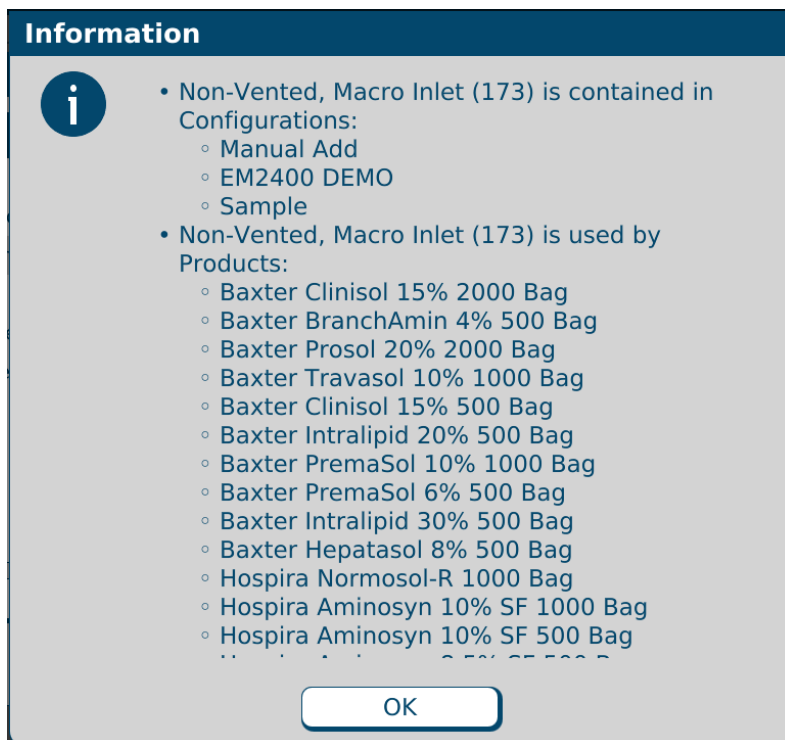 Information
i
• Non-Vented, Macro Inlet (173) is contained in
Configurations:
◦ Manual Add
◦ EM2400 DEMO
◦ Sample
• Non-Vented, Macro Inlet (173) is used by
Products:
◦ Baxter Clinisol 15% 2000 Bag
◦ Baxter BranchAmin 4% 500 Bag
◦ Baxter Prosol 20% 2000 Bag
◦ Baxter Travasol 10% 1000 Bag
◦ Baxter Clinisol 15% 500 Bag
◦ Baxter Intralipid 20% 500 Bag
◦ Baxter PremaSol 10% 1000 Bag
◦ Baxter PremaSol 6% 500 Bag
◦ Baxter Intralipid 30% 500 Bag
◦ Baxter Hepatasol 8% 500 Bag
◦ Hospira Normosol-R 1000 Bag
◦ Hospira Aminosyn 10% SF 1000 Bag
◦ Hospira Aminosyn 10% SF 500 Bag
OK